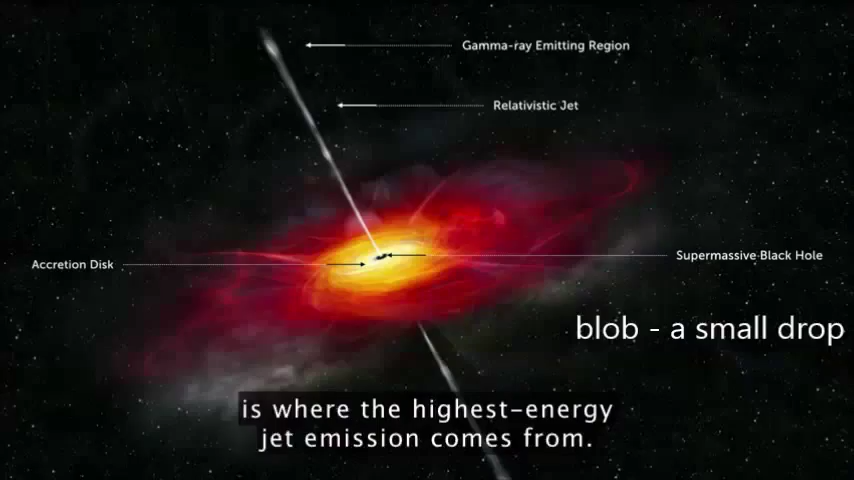 Gamma-ray Emitting Region
Relativistic Jet
Supermassive Black Hole
Accretion Disk
blob - a small drop
is where the highest-energy
jet emission comes from.